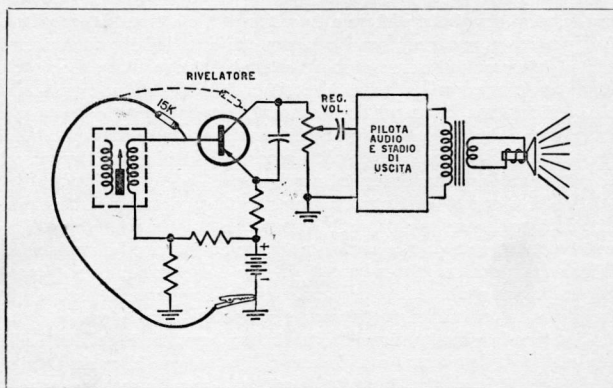 RIVELATORE
15K
REG.
VOL.
PILOTA
AUDIO
E STADIO
DI
USCITA
+
−